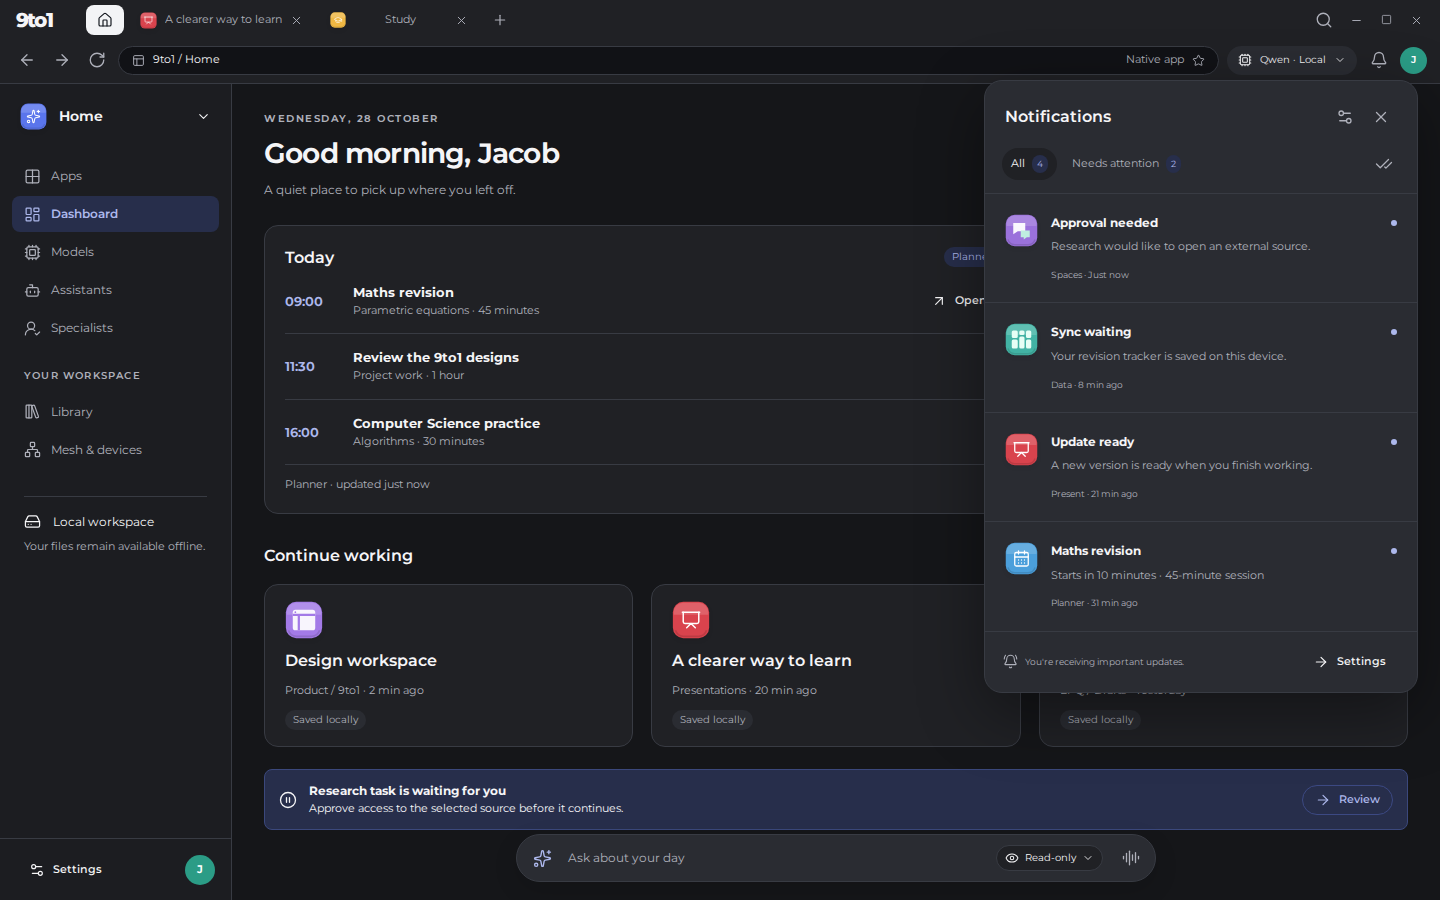 9to1
A clearer way to learn
Study
9to1 / Home
Native app
Qwen · Local
J
Home
Apps
Dashboard
Models
Assistants
Specialists
YOUR WORKSPACE
Library
Mesh & devices
Local workspace
Your files remain available offline.
Settings
J
WEDNESDAY, 28 OCTOBER
Good morning, Jacob
A quiet place to pick up where you left off.
Today
09:00
Maths revision
Parametric equations · 45 minutes
Open
11:30
Review the 9to1 designs
Project work · 1 hour
16:00
Computer Science practice
Algorithms · 30 minutes
Planner · updated just now
Continue working
Design workspace
Product / 9to1 · 2 min ago
Saved locally
A clearer way to learn
Presentations · 20 min ago
Saved locally
Saved locally
Research task is waiting for you
Approve access to the selected source before it continues.
Review
Ask about your day
Read-only
Notifications
All 4
Needs attention 2
Approval needed
Research would like to open an external source.
Spaces · Just now
Sync waiting
Your revision tracker is saved on this device.
Data · 8 min ago
Update ready
A new version is ready when you finish working.
Present · 21 min ago
Maths revision
Starts in 10 minutes · 45-minute session
Planner · 31 min ago
You're receiving important updates.
Settings